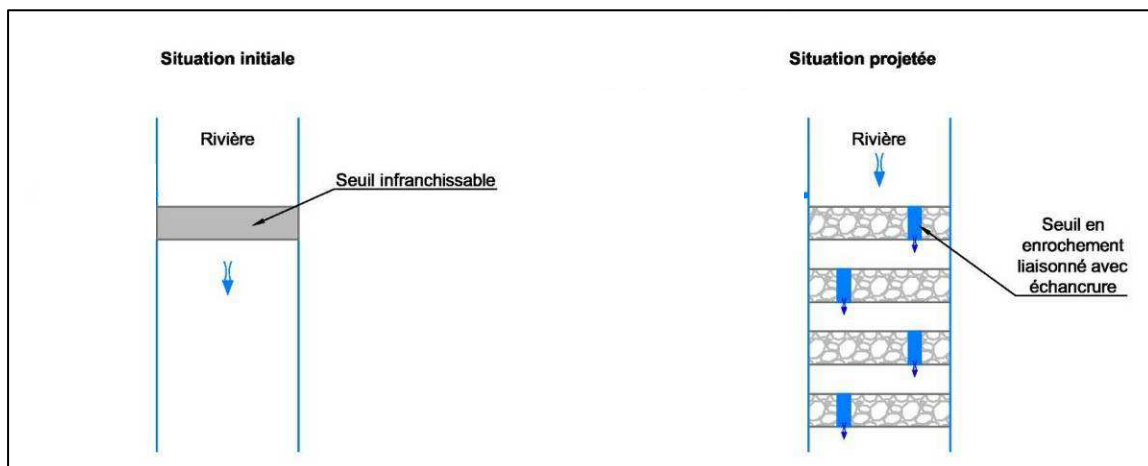 Situation initiale
Rivière
Seuil infranchissable
Situation projetée
Rivière
Seuil en
enrochement
liaisonné avec
échancrure